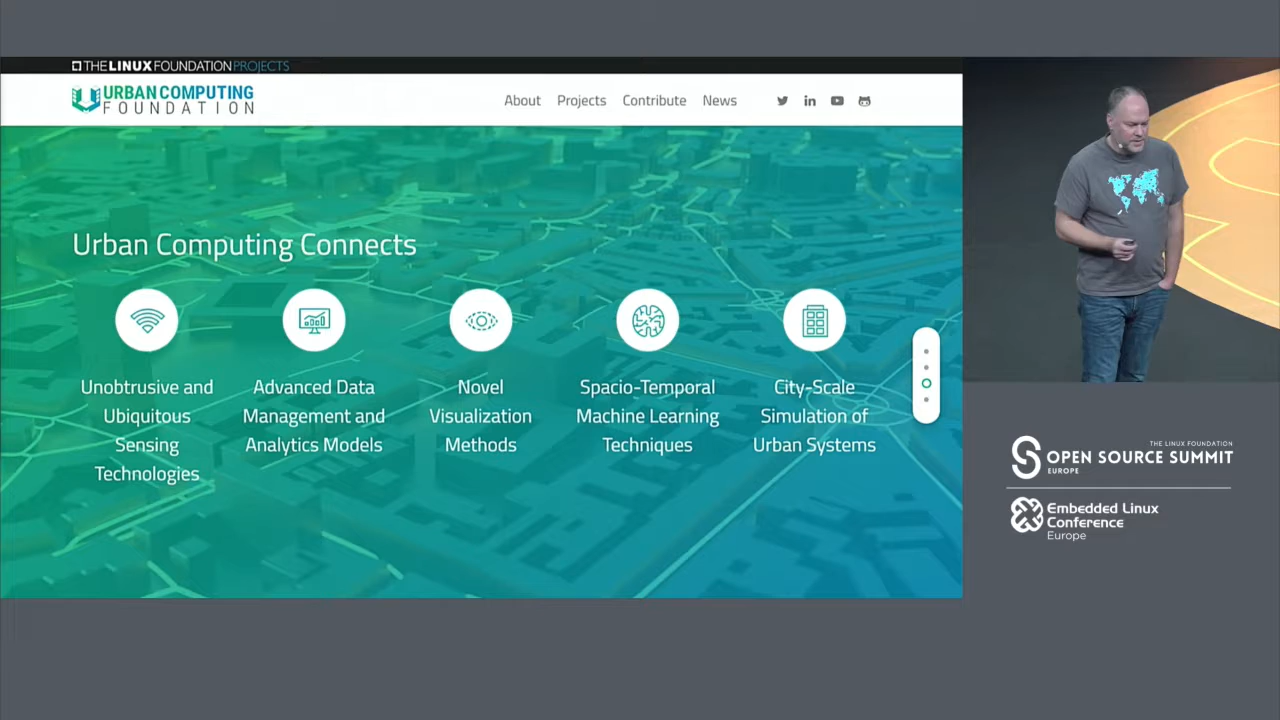 THE LINUX FOUNDATION PROJECTS
URBAN COMPUTING
FOUNDATION
About Projects Contribute News
Urban Computing Connects
Unobtrusive and
Ubiquitous
Sensing
Technologies
Advanced Data
Management and
Analytics Models
Novel
Visualization
Methods
Spacio-Temporal
Machine Learning
Techniques
City-Scale
Simulation of
Urban Systems
THE LINUX FOUNDATION
OPEN SOURCE SUMMIT
EUROPE
Embedded Linux
Conference
Europe